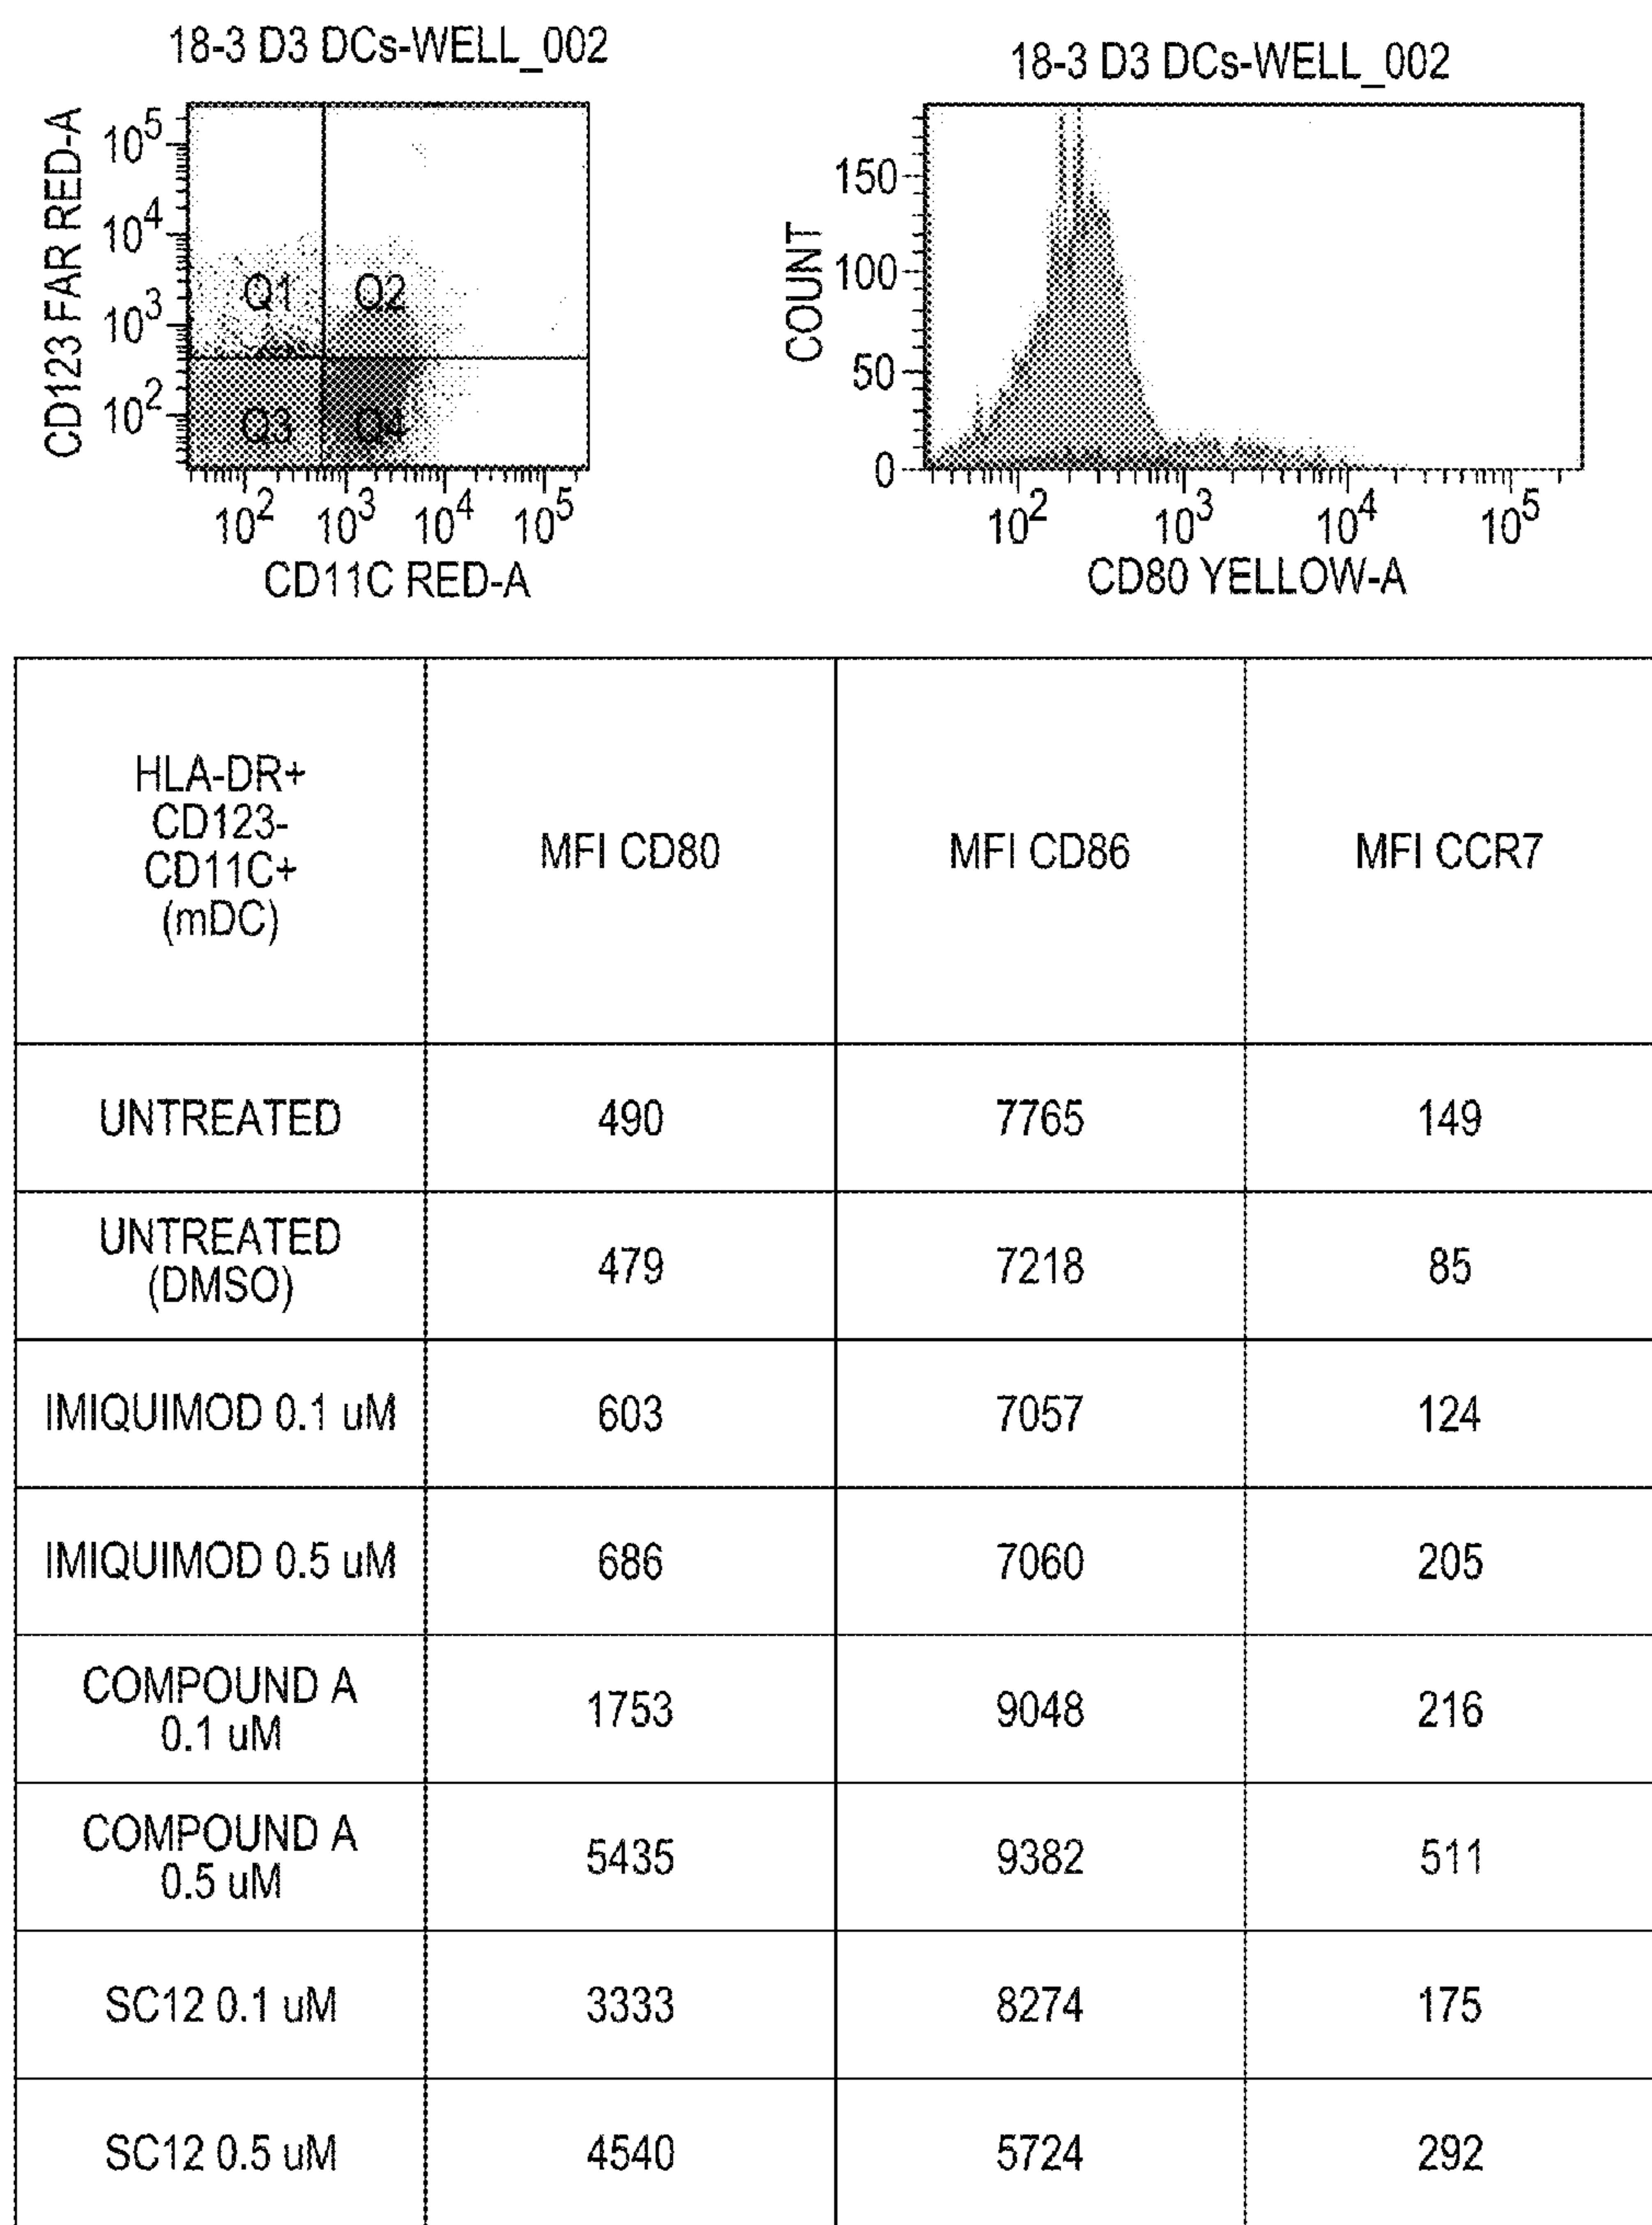 18-3 D3 DCs-WELL_002
CD123 FAR RED-A
10^5
10^4
10^3
10^2
Q1
Q2
Q3
Q4
10^2 10^3 10^4 10^5
CD11C RED-A
18-3 D3 DCs-WELL_002
COUNT
150
100
50
0
10^2 10^3 10^4 10^5
CD80 YELLOW-A
HLA-DR+
CD123-
CD11C+
(mDC)
MFI CD80
MFI CD86
MFI CCR7
UNTREATED 490 7765 149
UNTREATED
(DMSO)
479 7218 85
IMIQUIMOD 0.1 uM 603 7057 124
IMIQUIMOD 0.5 uM 686 7060 205
COMPOUND A
0.1 uM
1753 9048 216
COMPOUND A
0.5 uM
5435 9382 511
SC12 0.1 uM 3333 8274 175
SC12 0.5 uM 4540 5724 292